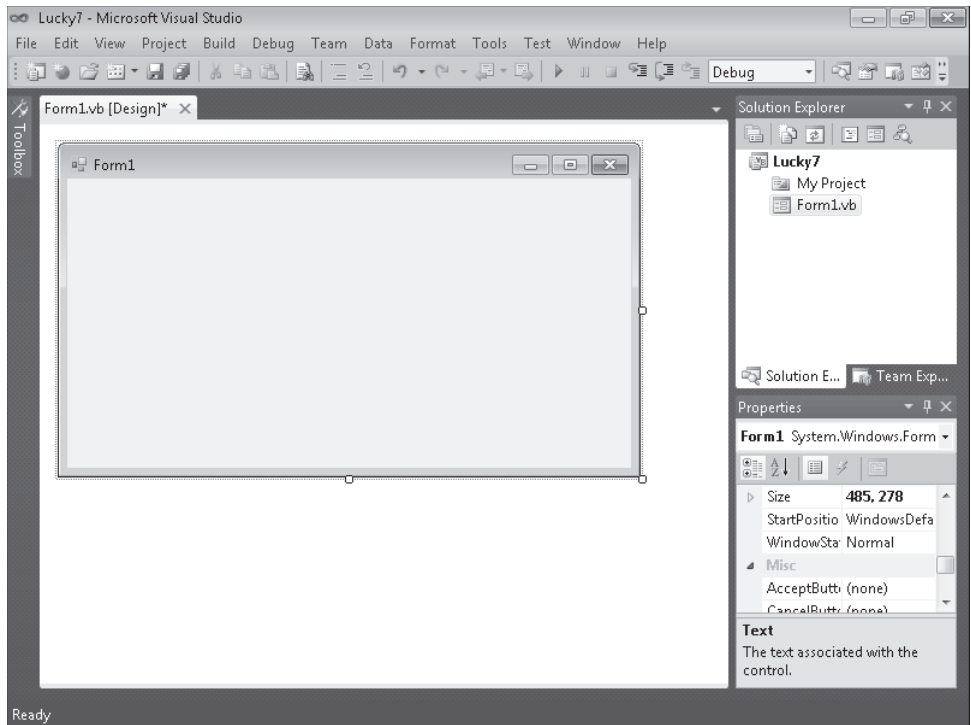 Lucky7 - Microsoft Visual Studio
File Edit View Project Build Debug Team Data Format Tools Test Window Help
Debug
Toolbox
Form1.vb [Design]*
Form1
Solution Explorer
Lucky7
My Project
Form1.vb
Solution E... Team Exp...
Properties
Form1 System.Windows.Form
Size 485, 278
StartPositio WindowsDefa
WindowSta Normal
Misc
AcceptButt (none)
CancelButt (none)
Text
The text associated with the
control.
Ready